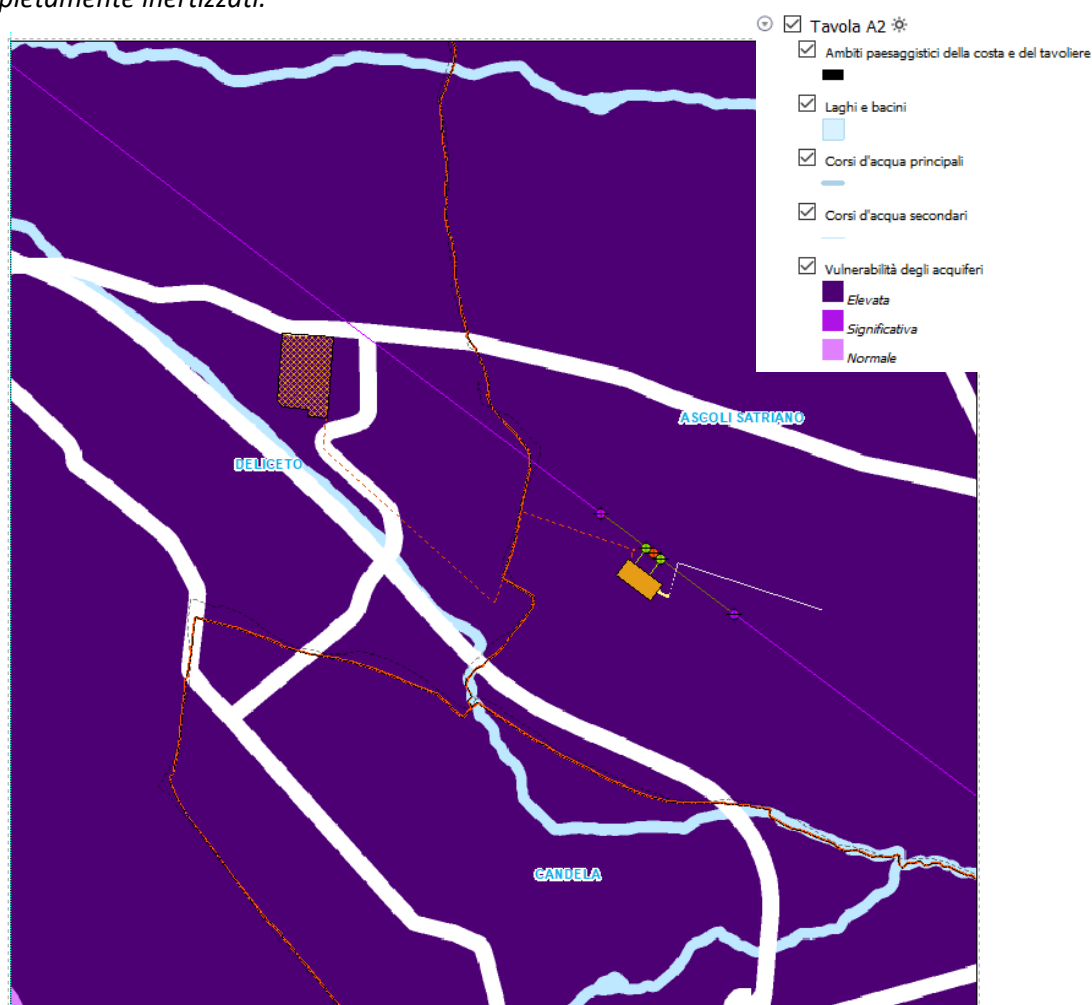 pletamente inertizzati.
Tavola A2
Ambiti paesaggistici della costa e del tavoliere
Laghi e bacini
Corsi d'acqua principali
Corsi d'acqua secondari
Vulnerabilità degli acquiferi
Elevata
Significativa
Normale
ASCOLI SATRIANO
DELICETO
CANDELA